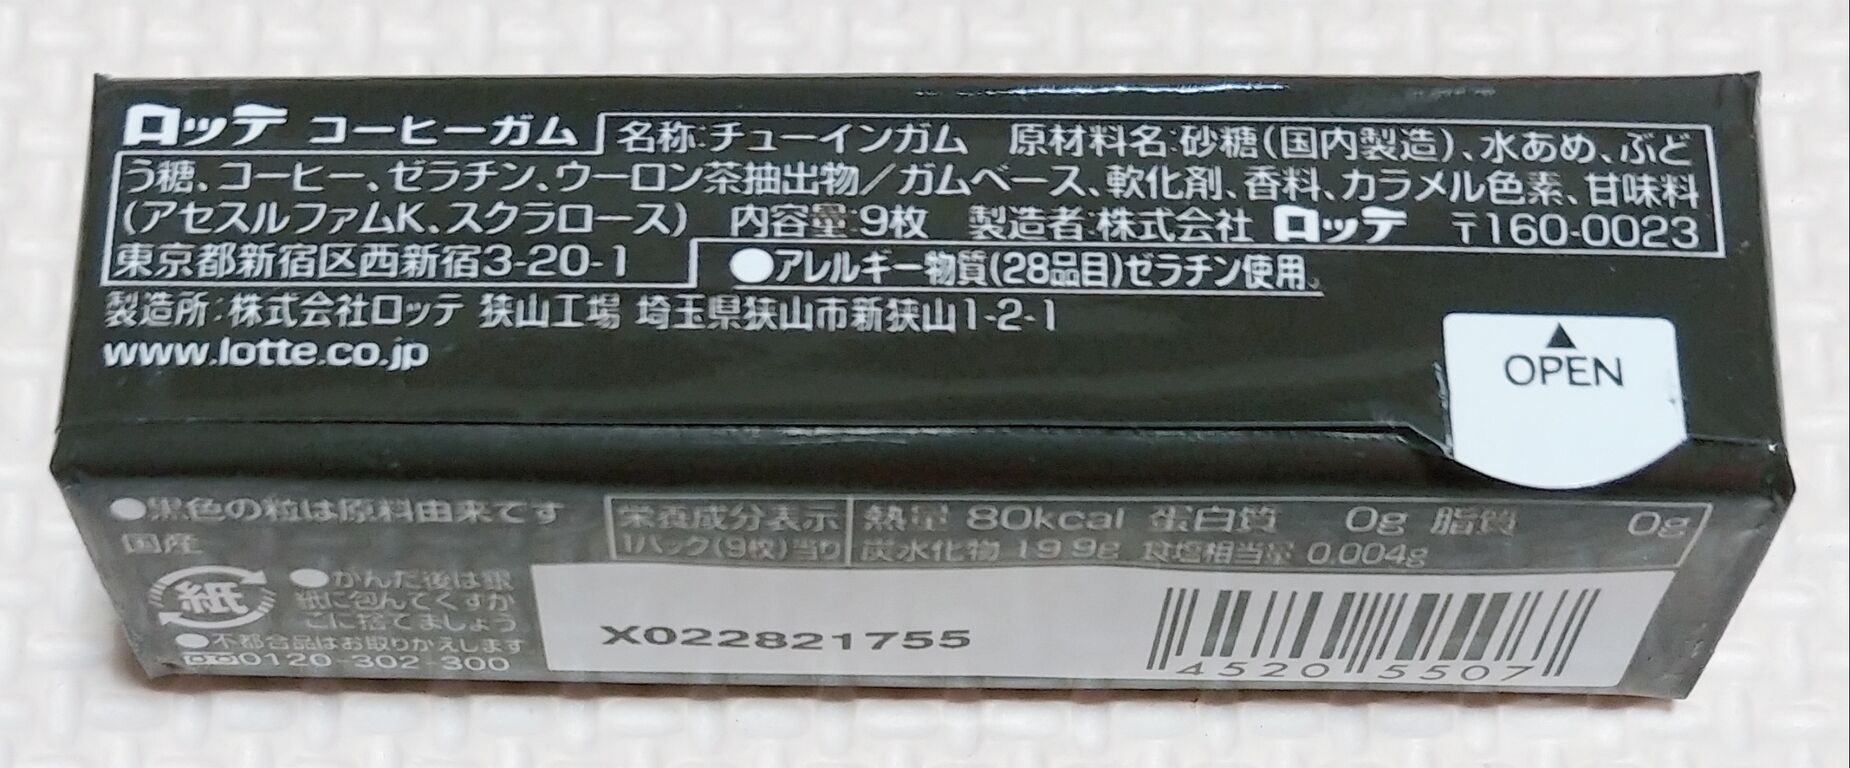 ロッテ コーヒーガム 名称:チューインガム 原材料名:砂糖(国内製造)、水あめ、ぶど
う糖、コーヒー、ゼラチン、ウーロン茶抽出物/ガムベース、軟化剤、香料、カラメル色素、甘味料
(アセスルファムK、スクラロース) 内容量:9枚 製造者:株式会社 ロッテ 〒160-0023
東京都新宿区西新宿3-20-1
●アレルギー物質(28品目)ゼラチン使用。
製造所:株式会社ロッテ 狭山工場 埼玉県狭山市新狭山1-2-1
www.lotte.co.jp
▲
OPEN
●黒色の粒は原料由来です
国産
紙
●かんだ後は銀
紙に包んでくずか
ごに捨てましょう
●不都合品はお取りかえします
0120-302-300
栄養成分表示
1パック(9枚)当り
熱量 80kcal 蛋白質 0g 脂質 0g
炭水化物 19.9g 食塩相当量 0.004g
X022821755
4520 5507